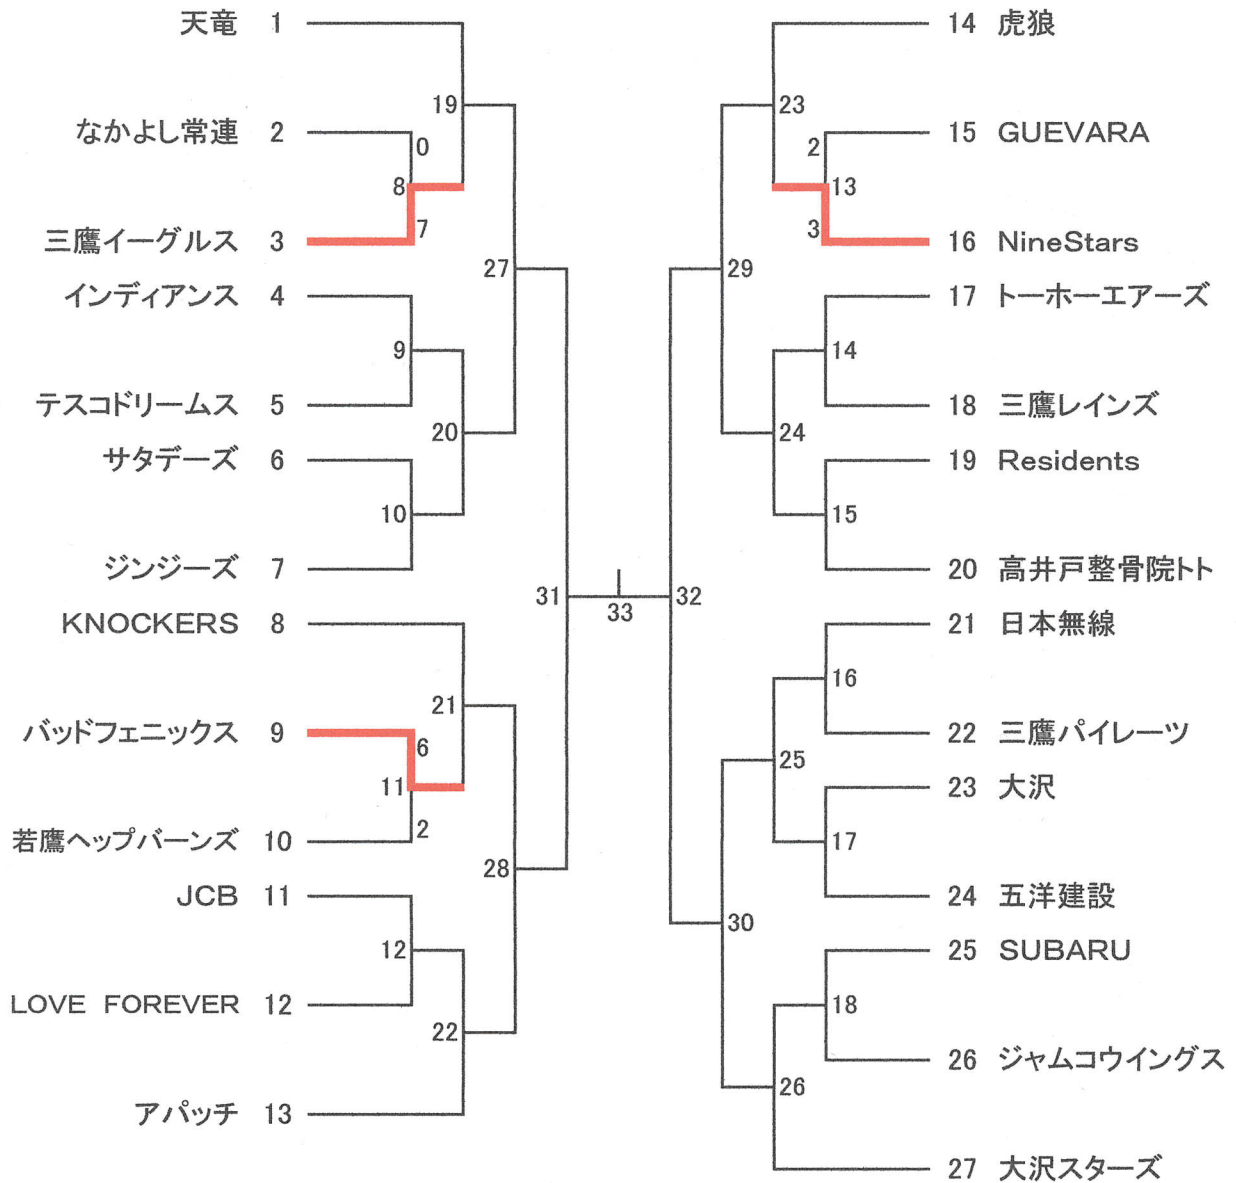 天竜 1
19
なかよし常連 2
0
8
7
三鷹イーグルス 3
27
インディアンス 4
9
テスコドリームス 5
20
サタデーズ 6
10
ジンジーズ 7
31
KNOCKERS 8
21
バッドフェニックス 9
6
11
2
若鷹ヘップバーンズ 10
28
JCB 11
12
LOVE FOREVER 12
22
アパッチ 13
33
14 虎狼
23
15 GUEVARA
2
13
3
16 NineStars
29
17 トーホーエアーズ
14
18 三鷹レインズ
24
19 Residents
15
20 高井戸整骨院トト
32
21 日本無線
16
22 三鷹パイレーツ
25
23 大沢
17
24 五洋建設
30
25 SUBARU
18
26 ジャムコウイングス
26
27 大沢スターズ